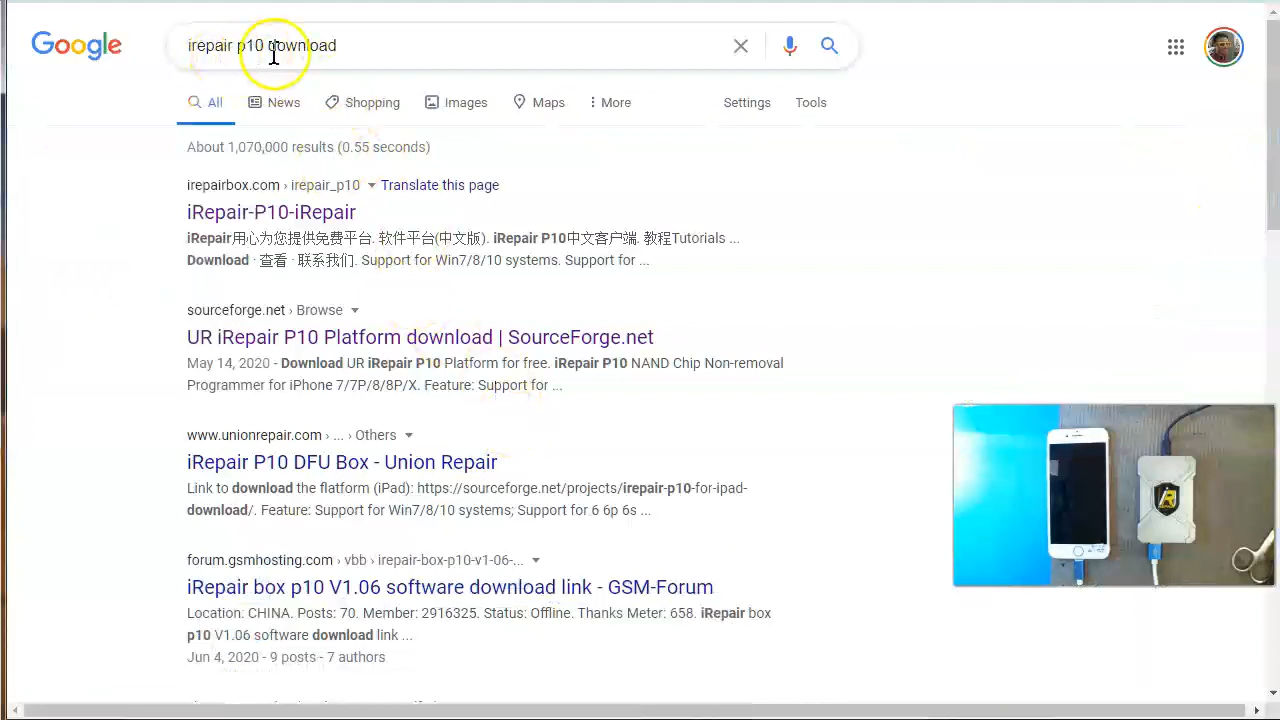 Google
irepair p10 download
All News Shopping Images Maps More Settings Tools
About 1,070,000 results (0.55 seconds)
irepairbox.com › irepair_p10 Translate this page
iRepair-P10-iRepair
iRepair用心为您提供免费平台. 软件平台(中文版). iRepair P10中文客户端. 教程Tutorials ...
Download · 查看 · 联系我们. Support for Win7/8/10 systems. Support for ...
sourceforge.net › Browse
UR iRepair P10 Platform download | SourceForge.net
May 14, 2020 - Download UR iRepair P10 Platform for free. iRepair P10 NAND Chip Non-removal
Programmer for iPhone 7/7P/8/8P/X. Feature: Support for ...
www.unionrepair.com › ... › Others
iRepair P10 DFU Box - Union Repair
Link to download the flatform (iPad): https://sourceforge.net/projects/irepair-p10-for-ipad-
download/. Feature: Support for Win7/8/10 systems; Support for 6 6p 6s ...
forum.gsmhosting.com › vbb › irepair-box-p10-v1-06-...
iRepair box p10 V1.06 software download link - GSM-Forum
Location: CHINA. Posts: 70. Member: 2916325. Status: Offline. Thanks Meter: 658. iRepair box
p10 V1.06 software download link ...
Jun 4, 2020 - 9 posts - 7 authors